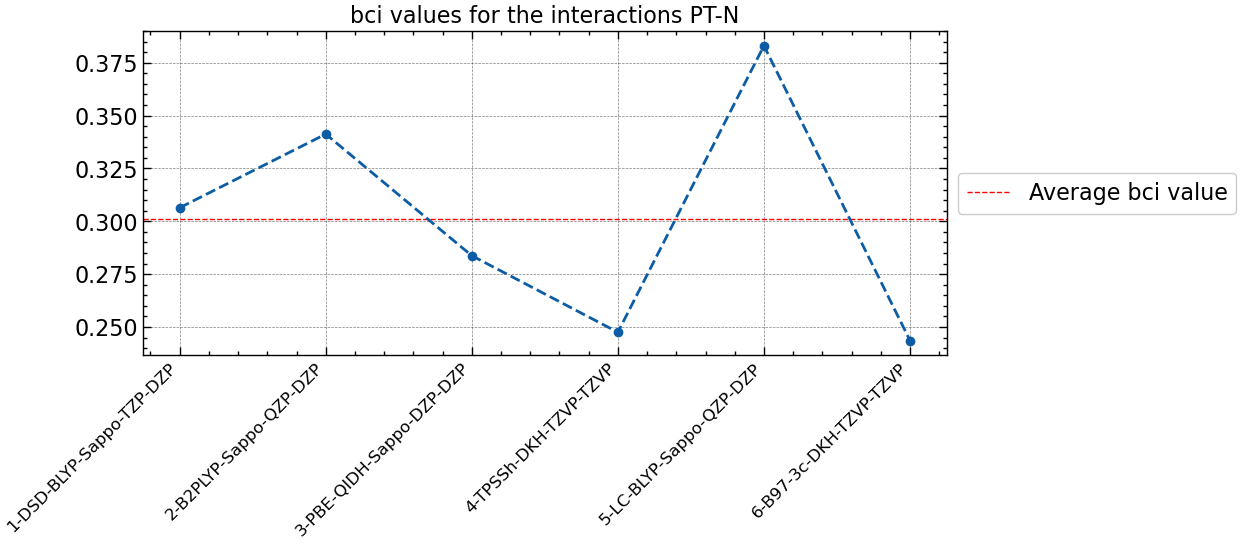 bci values for the interactions PT-N
0.375
0.350
0.325
0.300
0.275
0.250
Average bci value
1-DSD-BLYP-Sappo-TZP-DZP
2-B2PLYP-Sappo-QZP-DZP
3-PBE-QIDH-Sappo-DZP-DZP
4-TPSSh-DKH-TZVP-TZVP
5-LC-BLYP-Sappo-QZP-DZP
6-B97-3c-DKH-TZVP-TZVP